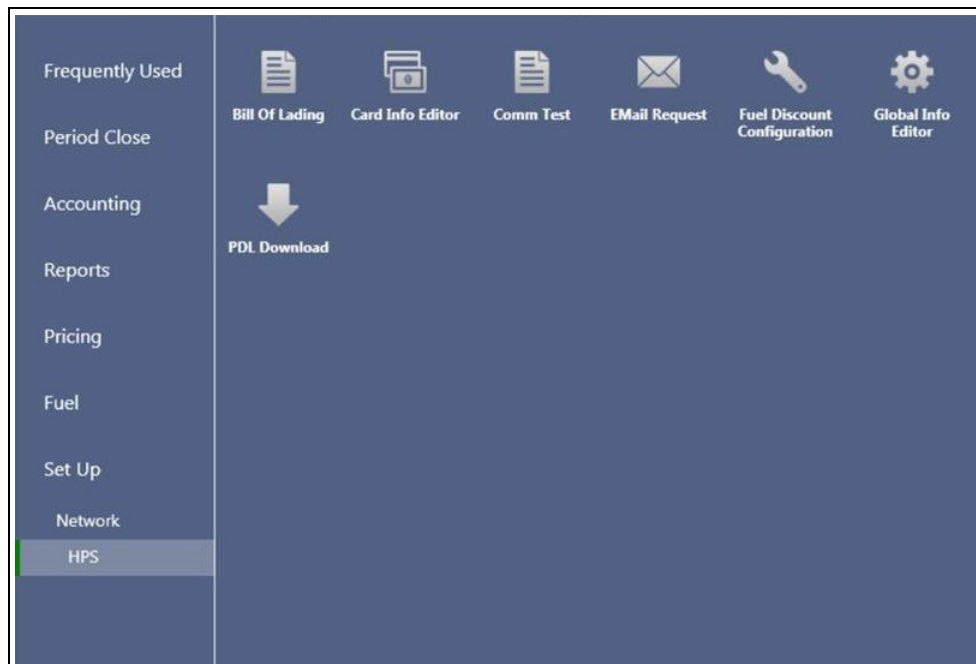 Frequently Used
Period Close
Accounting
Reports
Pricing
Fuel
Set Up
Network
HPS
Bill Of Lading
Card Info Editor
Comm Test
EMail Request
Fuel Discount
Configuration
Global Info
Editor
PDL Download